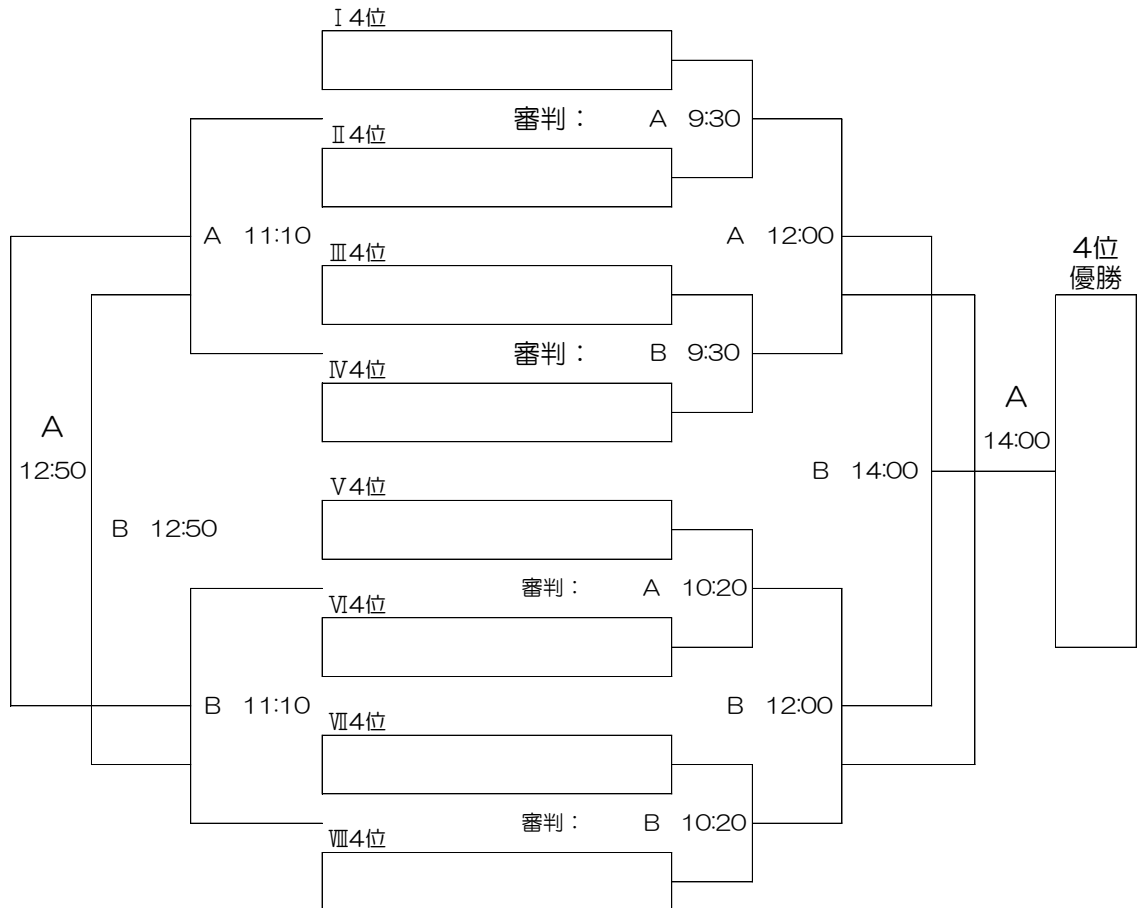 Ⅰ4位
審判： A 9:30
Ⅱ4位
A 11:10
A 12:00
Ⅲ4位
4位
優勝
審判： B 9:30
Ⅳ4位
A
12:50
A
14:00
B 14:00
Ⅴ4位
B 12:50
審判： A 10:20
Ⅵ4位
B 11:10
B 12:00
Ⅶ4位
審判： B 10:20
Ⅷ4位